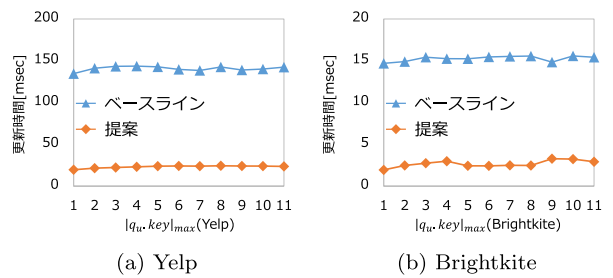 更新時間[msec]
200
150
100
50
0
ベースライン
提案
1 2 3 4 5 6 7 8 9 10 11
|q_u.key|_max(Yelp)
(a) Yelp
更新時間[msec]
20
15
10
5
0
ベースライン
提案
1 2 3 4 5 6 7 8 9 10 11
|q_u.key|_max(Brightkite)
(b) Brightkite